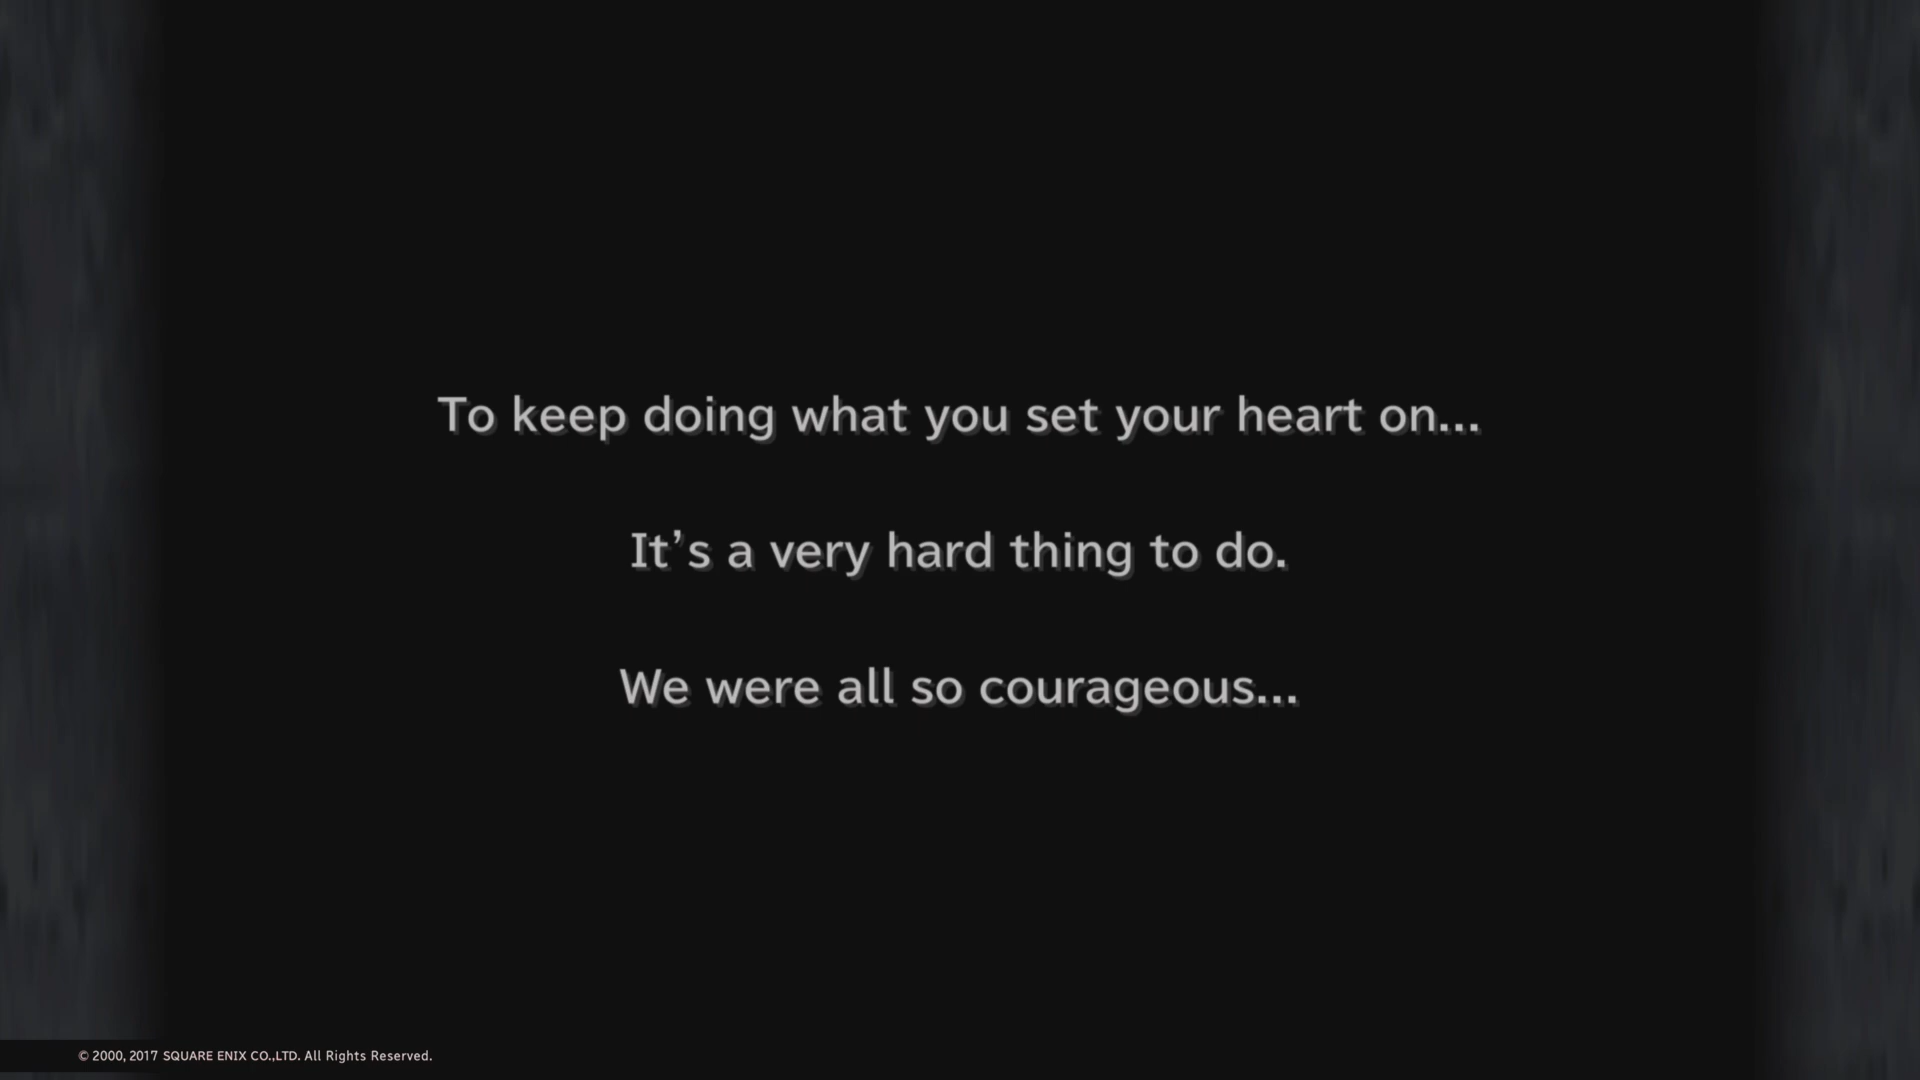 To keep doing what you set your heart on...
It’s a very hard thing to do.
We were all so courageous...
© 2000, 2017 SQUARE ENIX CO.,LTD. All Rights Reserved.